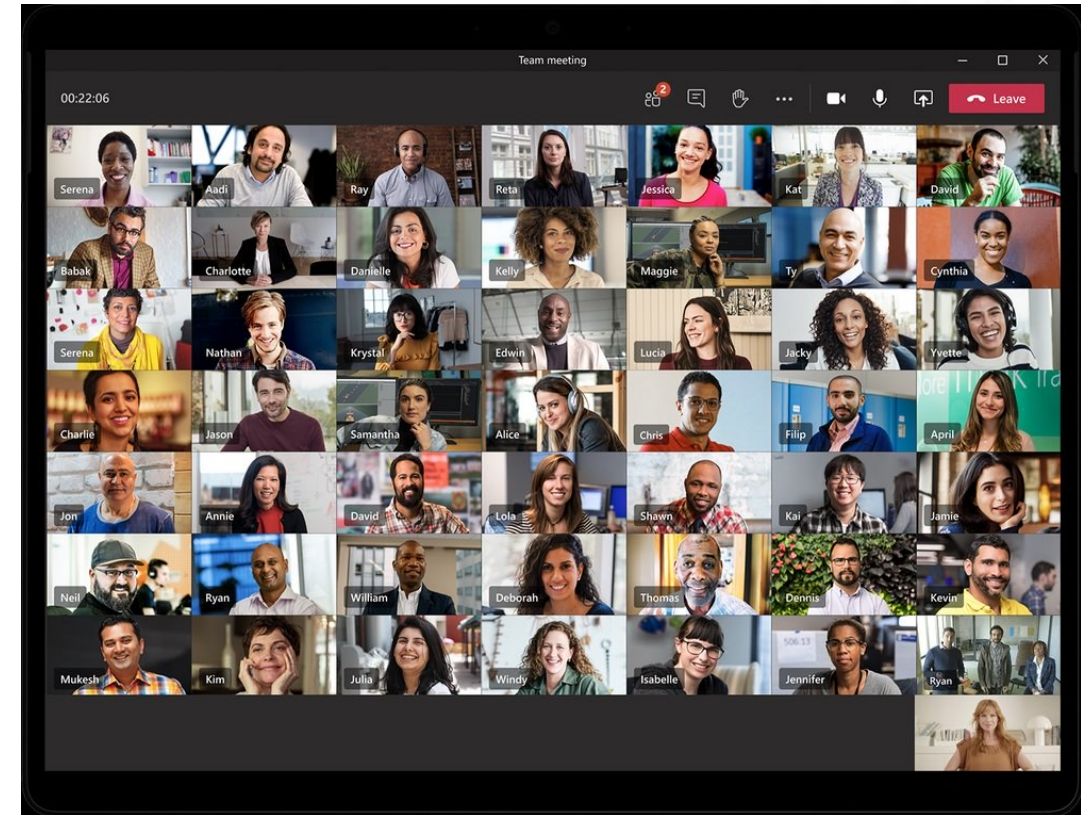 Team meeting
00:22:06
2
Leave
Serena
Aadi
Ray
Reta
Jessica
Kat
David
Babak
Charlotte
Danielle
Kelly
Maggie
Ty
Cynthia
Serena
Nathan
Krystal
Edwin
Lucia
Jacky
Yvette
Charlie
Jason
Samantha
Alice
Chris
Filip
April
Jon
Annie
David
Lola
Shawn
Kai
Jamie
Neil
Ryan
William
Deborah
Thomas
Dennis
Kevin
Mukesh
Kim
Julia
Windy
Isabelle
506.13
Jennifer
Ryan